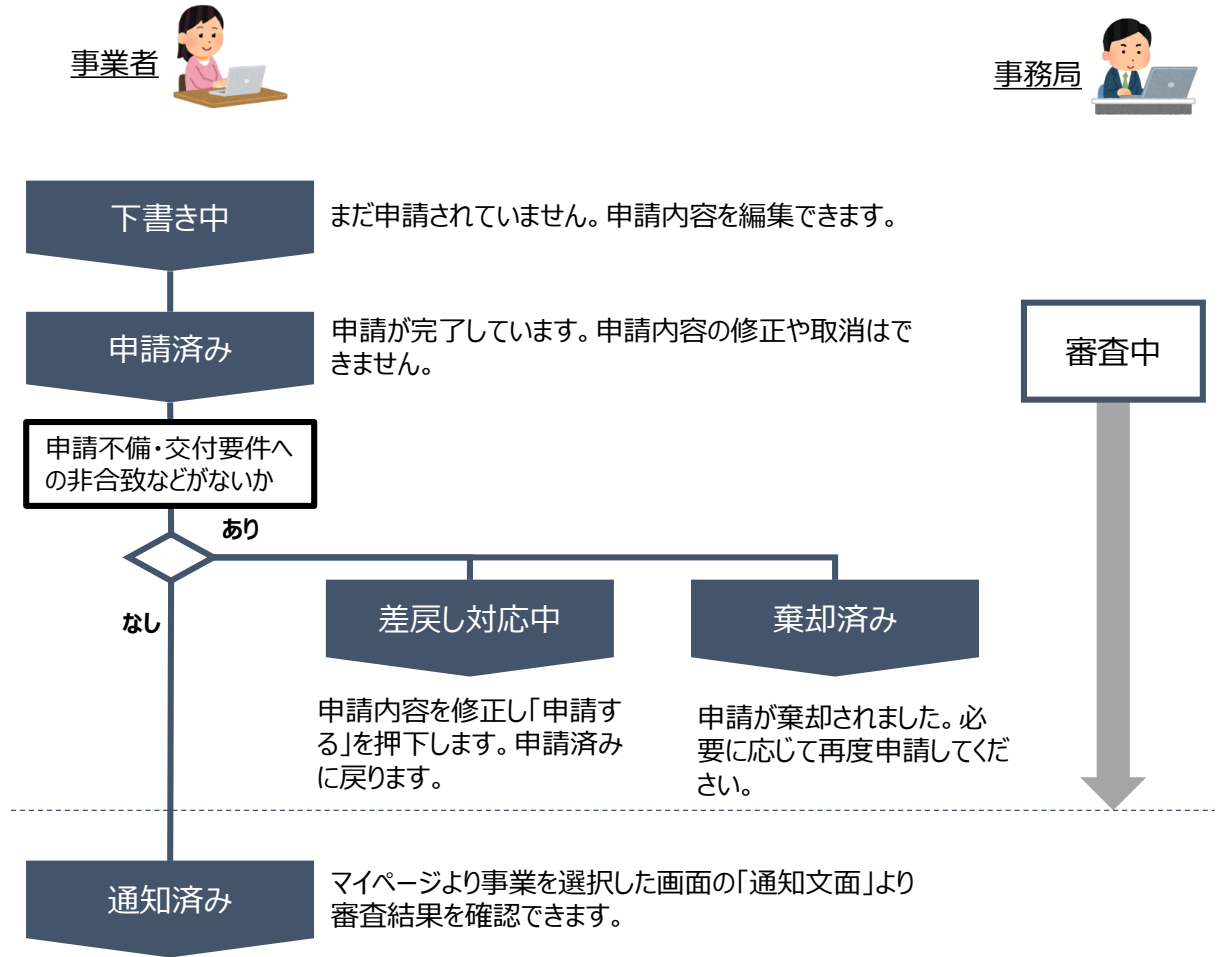 事業者
事務局
下書き中
まだ申請されていません。申請内容を編集できます。
申請済み
申請が完了しています。申請内容の修正や取消はで
きません。
審査中
申請不備・交付要件へ
の非合致などがないか
あり
なし
差戻し対応中
棄却済み
申請内容を修正し「申請す
る」を押下します。申請済み
に戻ります。
申請が棄却されました。必
要に応じて再度申請してくだ
さい。
通知済み
マイページより事業を選択した画面の「通知文面」より
審査結果を確認できます。